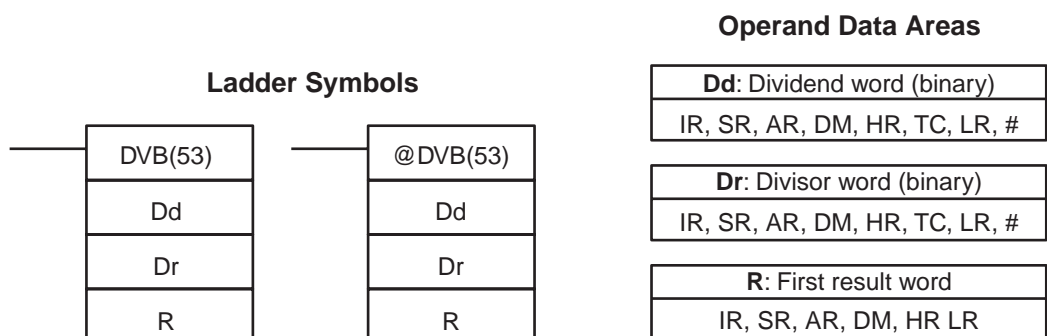 Ladder Symbols
DVB(53)
Dd
Dr
R
@DVB(53)
Dd
Dr
R
Operand Data Areas
Dd: Dividend word (binary)
IR, SR, AR, DM, HR, TC, LR, #
Dr: Divisor word (binary)
IR, SR, AR, DM, HR, TC, LR, #
R: First result word
IR, SR, AR, DM, HR LR